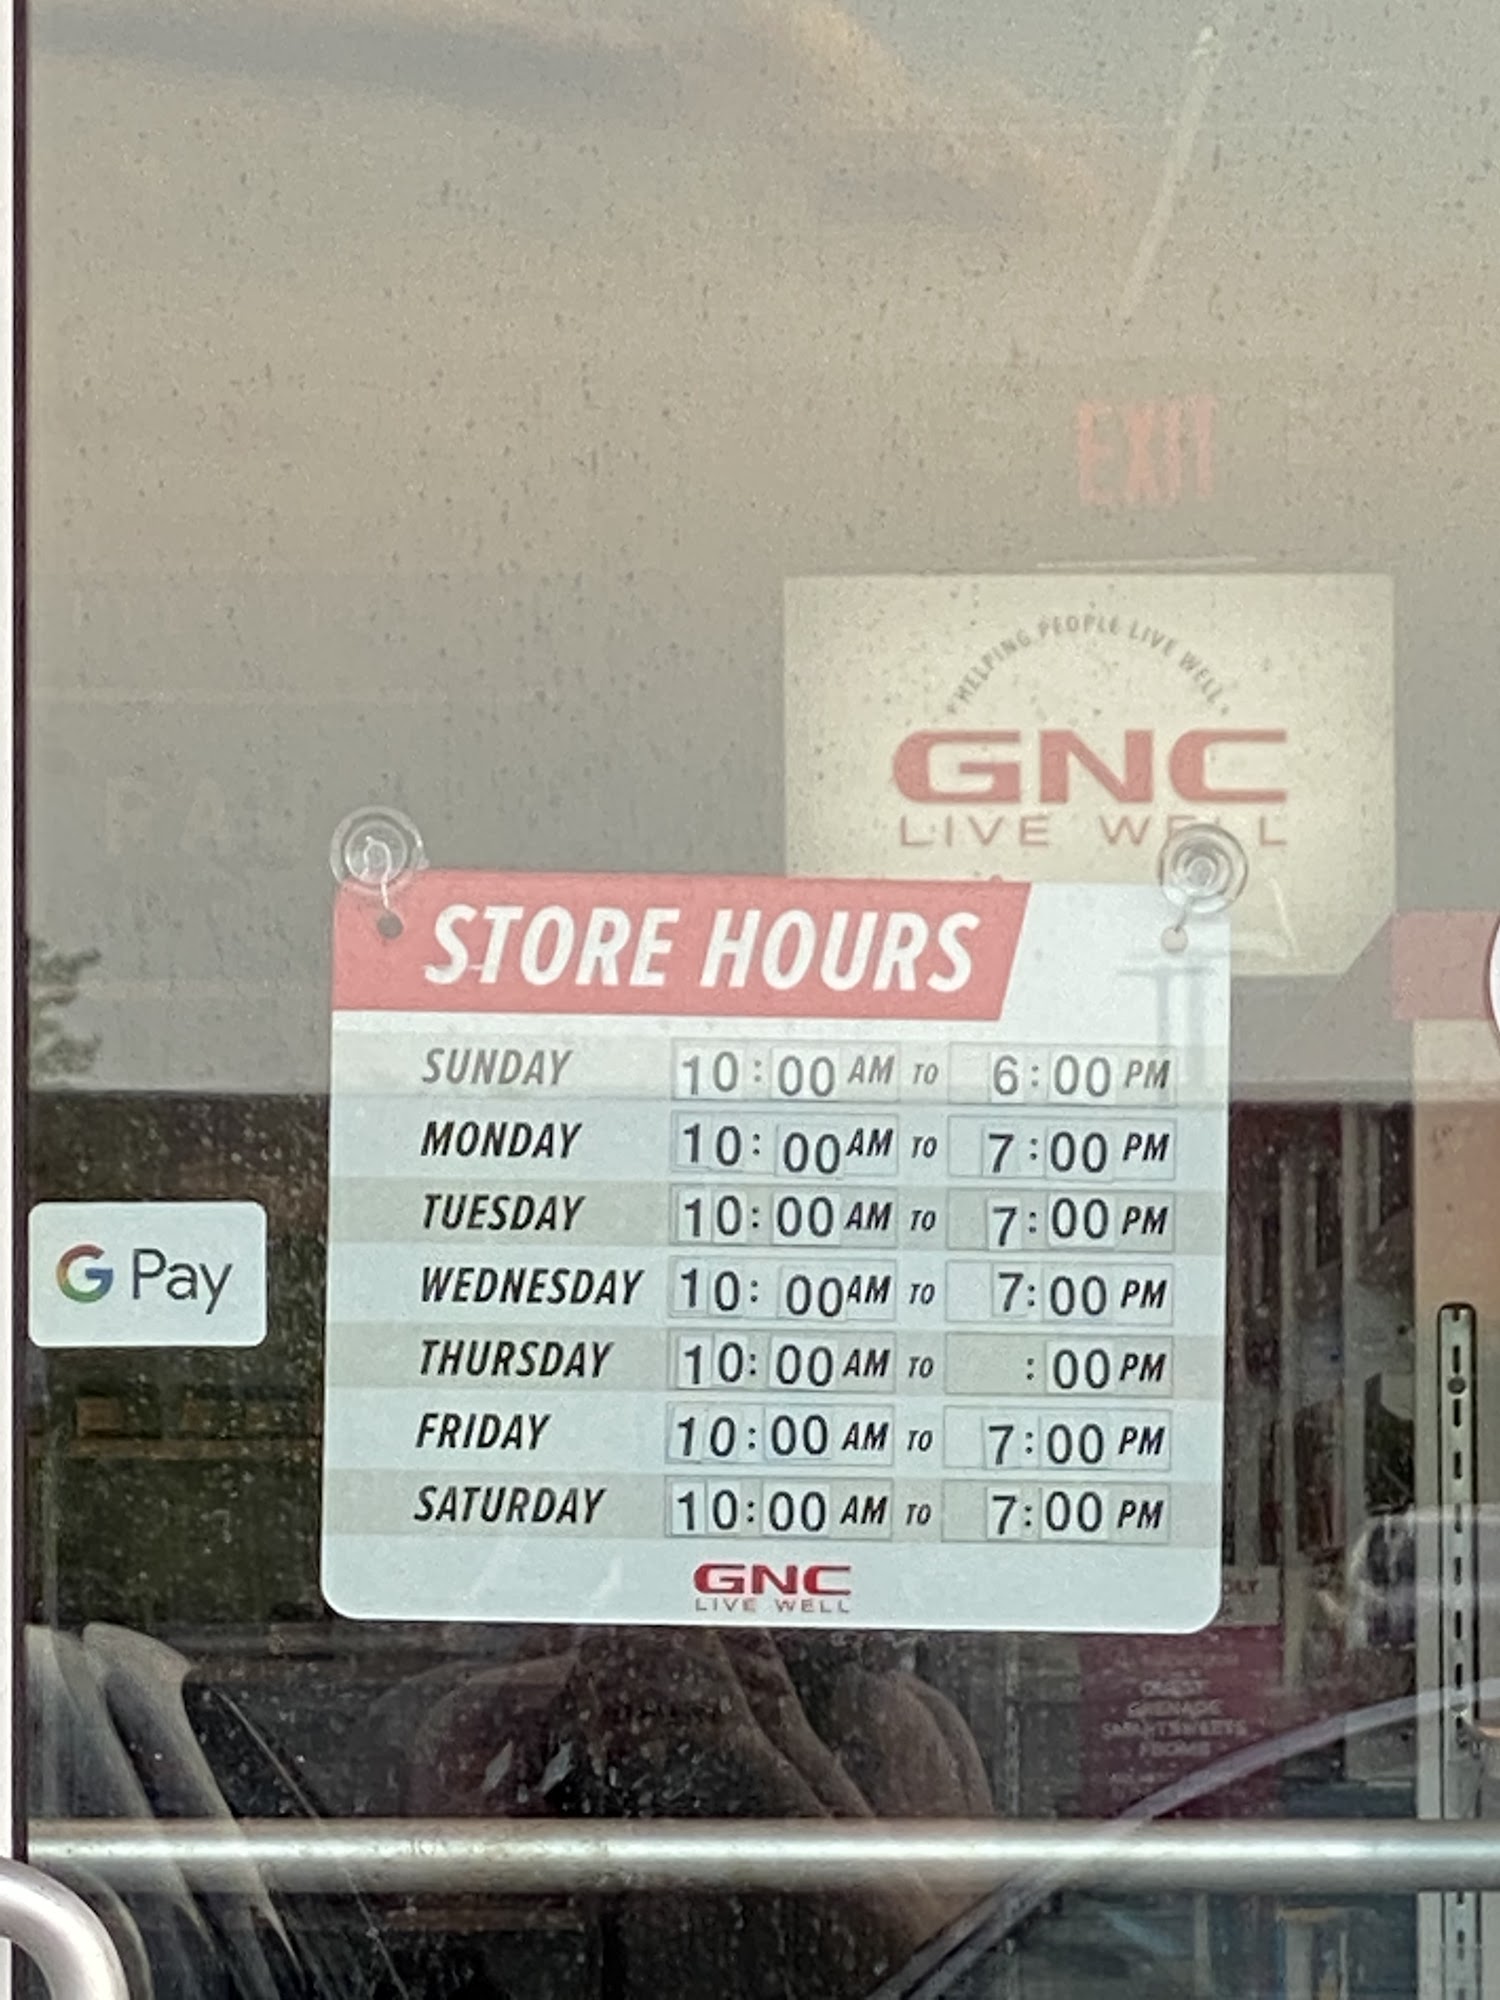 EXIT
HELPING PEOPLE LIVE WELL
GNC
LIVE WELL
STORE HOURS
SUNDAY 10:00 AM TO 6:00 PM
MONDAY 10:00 AM TO 7:00 PM
TUESDAY 10:00 AM TO 7:00 PM
WEDNESDAY 10:00 AM TO 7:00 PM
THURSDAY 10:00 AM TO :00 PM
FRIDAY 10:00 AM TO 7:00 PM
SATURDAY 10:00 AM TO 7:00 PM
GNC
LIVE WELL
G Pay